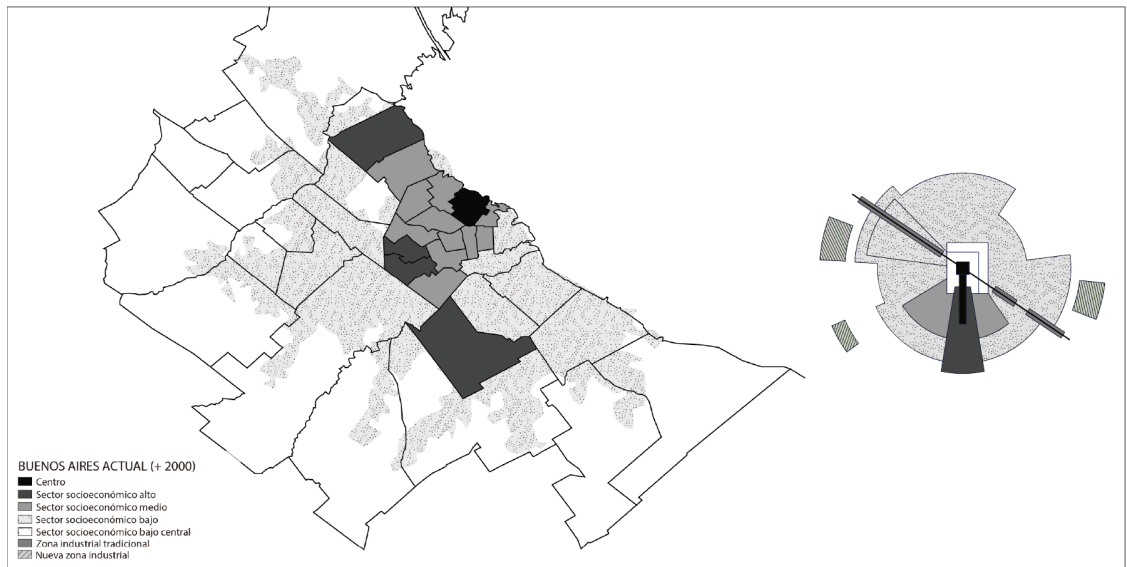 BUENOS AIRES ACTUAL (+ 2000)
Centro
Sector socioeconómico alto
Sector socioeconómico medio
Sector socioeconómico bajo
Sector socioeconómico bajo central
Zona industrial tradicional
Nueva zona industrial